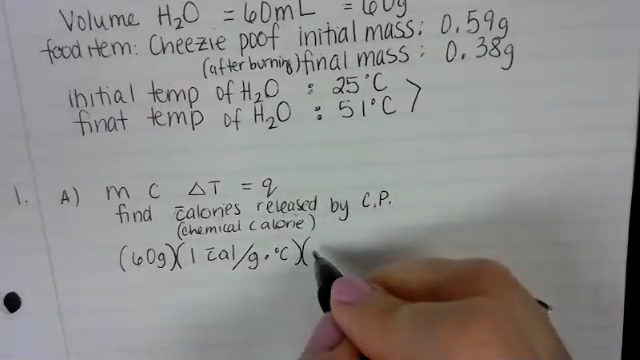 Volume H₂O = 60mL = 60g
food Item: Cheezie poof initial mass: 0.59g
(after burning) final mass: 0.38g
initial temp of H₂O : 25°C
final temp of H₂O : 51°C >
1. A) m C ΔT = q
find calories released by C.P.
(chemical calorie)
(60g)(1 cal/g·°C)(